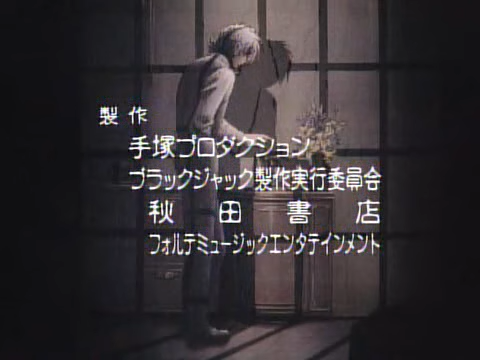 製作
手塚プロダクション
ブラックジャック製作実行委員会
秋田書店
フォルテミュージックエンタテインメント